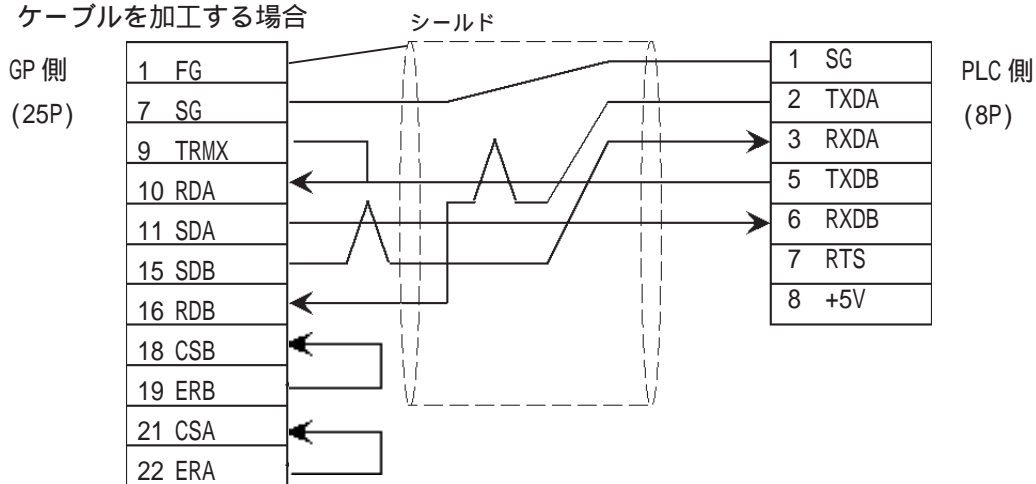 ケーブルを加工する場合
シールド
GP 側
(25P)
1 FG
7 SG
9 TRMX
10 RDA
11 SDA
15 SDB
16 RDB
18 CSB
19 ERB
21 CSA
22 ERA
1 SG
2 TXDA
3 RXDA
5 TXDB
6 RXDB
7 RTS
8 +5V
PLC 側
(8P)